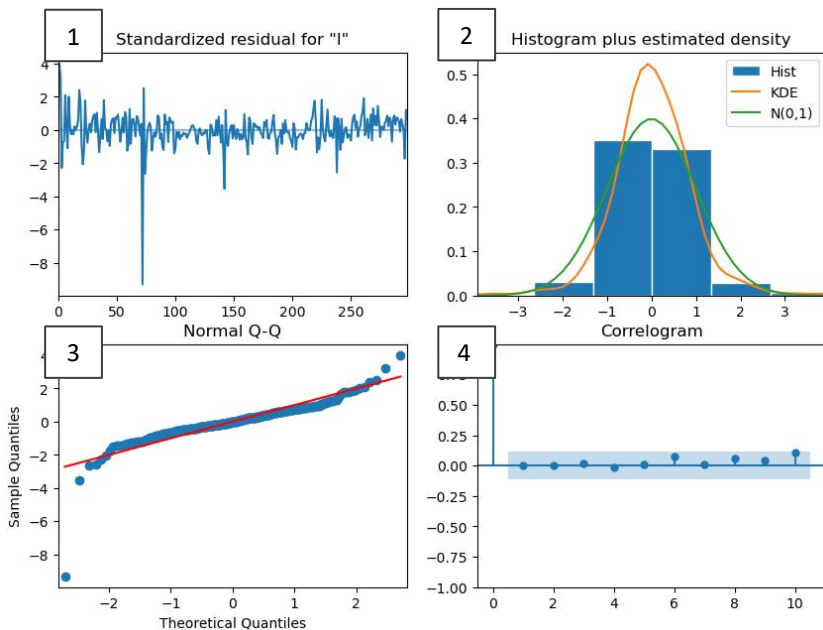 1
Standardized residual for "I"
4
2
0
−2
−4
−6
−8
0 50 100 150 200 250
2
Histogram plus estimated density
Hist
KDE
N(0,1)
0.5
0.4
0.3
0.2
0.1
0.0
−3 −2 −1 0 1 2 3
3
Normal Q-Q
Sample Quantiles
4
2
0
−2
−4
−6
−8
−2 −1 0 1 2
Theoretical Quantiles
4
Correlogram
0.50
0.25
0.00
−0.25
−0.50
−0.75
−1.00
0 2 4 6 8 10